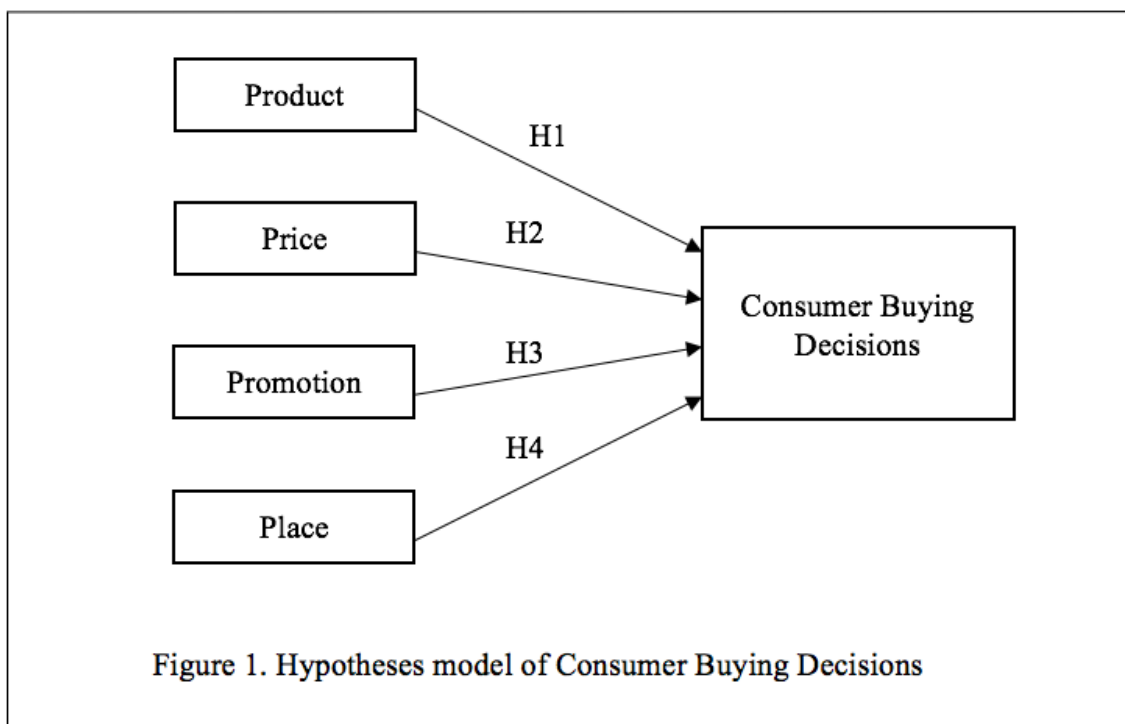 Product
H1
Price
H2
Consumer Buying
Decisions
Promotion
H3
Place
H4
Figure 1. Hypotheses model of Consumer Buying Decisions